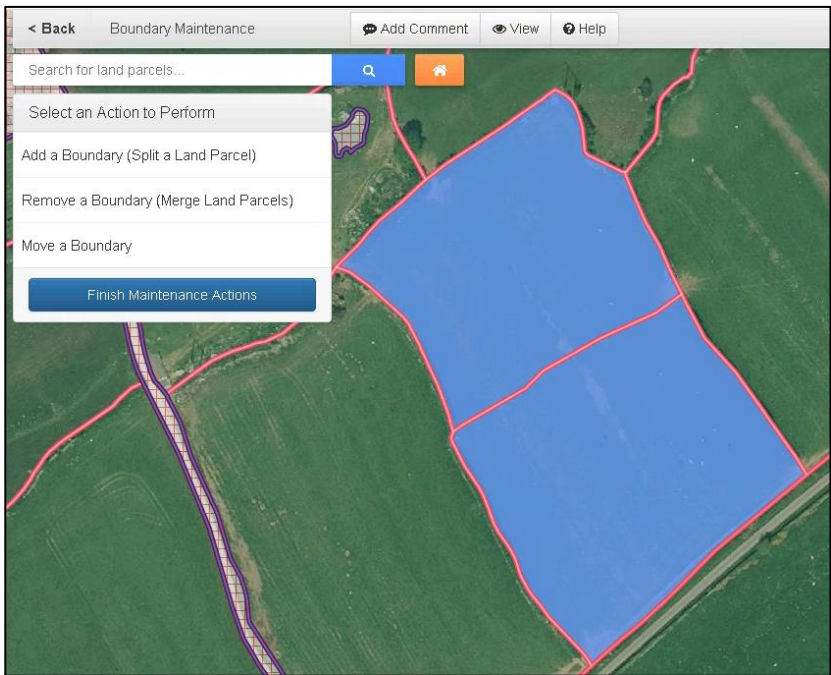 < Back Boundary Maintenance Add Comment View Help
Search for land parcels...
Select an Action to Perform
Add a Boundary (Split a Land Parcel)
Remove a Boundary (Merge Land Parcels)
Move a Boundary
Finish Maintenance Actions